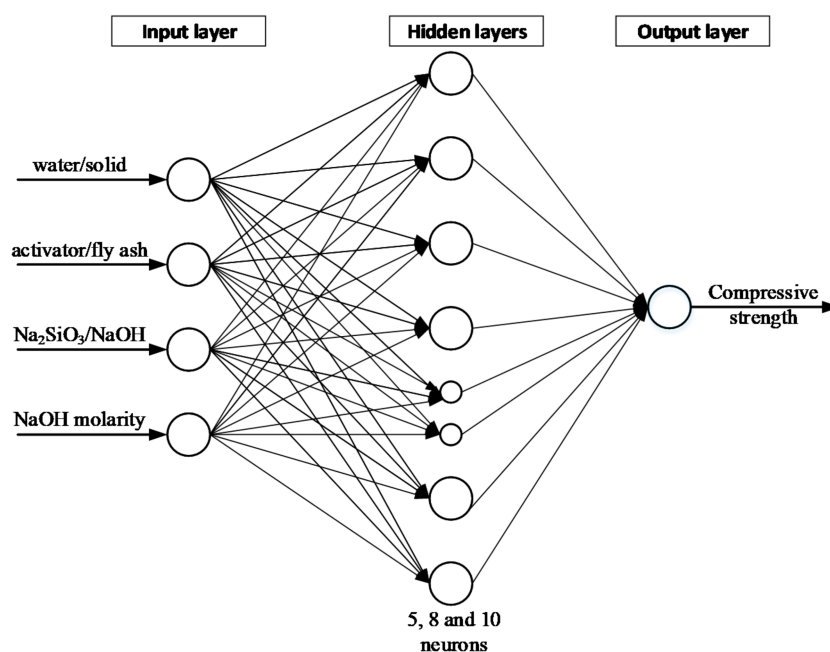 Input layer
Hidden layers
Output layer
water/solid
activator/fly ash
Na₂SiO₃/NaOH
NaOH molarity
Compressive
strength
5, 8 and 10
neurons